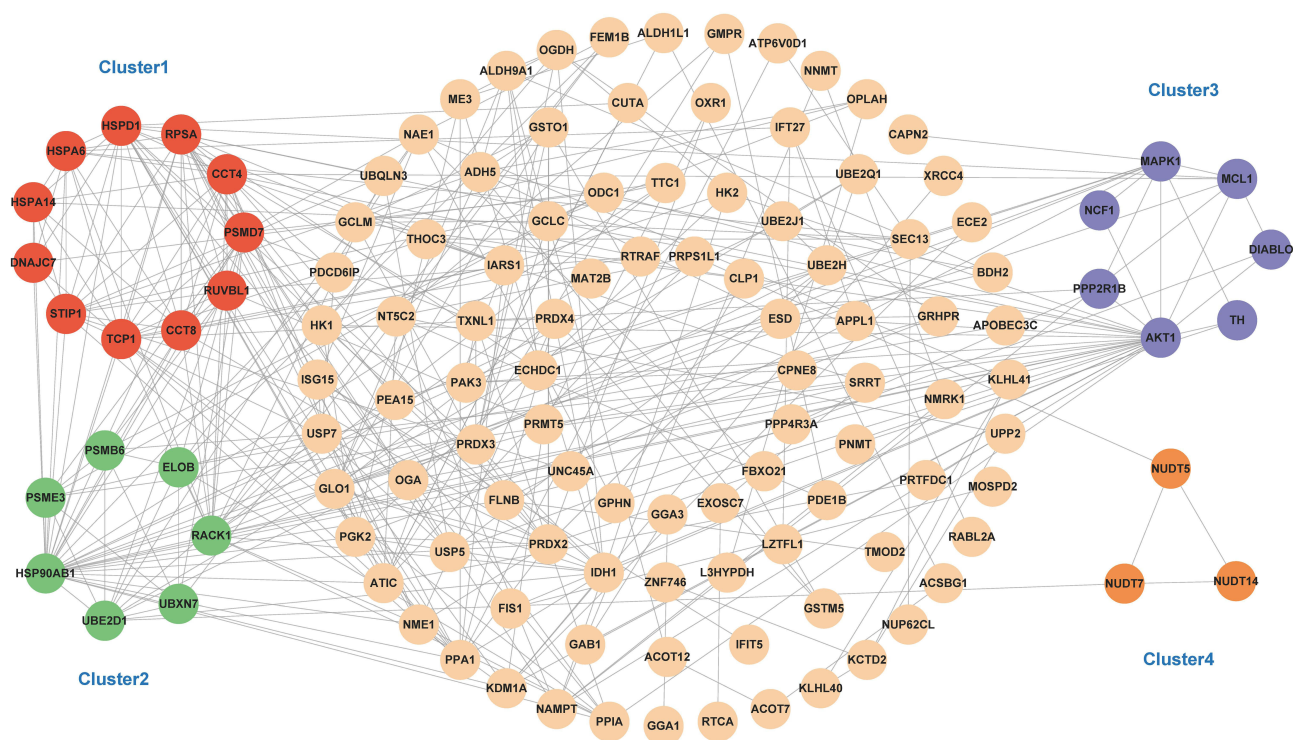 Cluster1
HSPD1
RPSA
HSPA6
CCT4
HSPA14
PSMD7
DNAJC7
RUVBL1
STIP1
TCP1
CCT8
PSMB6
ELOB
PSME3
RACK1
HSP90AB1
UBE2D1
UBXN7
Cluster2
FEM1B
ALDH1L1
GMPR
ATP6V0D1
OGDH
ALDH9A1
NNMT
ME3
CUTA
OXR1
OPLAH
NAE1
GSTO1
IFT27
CAPN2
UBQLN3
ADH5
ODC1
TTC1
HK2
UBE2Q1
XRCC4
GCLM
THOC3
GCLC
UBE2J1
SEC13
ECE2
PDCD6IP
IARS1
MAT2B
RTRAF
PRPS1L1
CLP1
UBE2H
BDH2
HK1
NT5C2
TXNL1
PRDX4
ESD
APPL1
GRHPR
APOBEC3C
ISG15
PEA15
PAK3
ECHDC1
CPNE8
SRRT
NMRK1
KLHL41
USP7
PRDX3
PRMT5
PPP4R3A
PNMT
UPP2
GLO1
OGA
FLNB
UNC45A
GPHN
GGA3
EXOSC7
FBXO21
PDE1B
PRTFDC1
MOSPD2
PGK2
USP5
PRDX2
LZTFL1
TMOD2
RABL2A
ATIC
IDH1
ZNF746
L3HYPDH
GSTM5
ACSBG1
NME1
FIS1
GAB1
IFIT5
NUP62CL
PPA1
KDM1A
ACOT12
KCTD2
NAMPT
PPIA
GGA1
RTCA
ACOT7
KLHL40
Cluster3
MAPK1
MCL1
NCF1
DIABLO
PPP2R1B
TH
AKT1
NUDT5
NUDT7
NUDT14
Cluster4